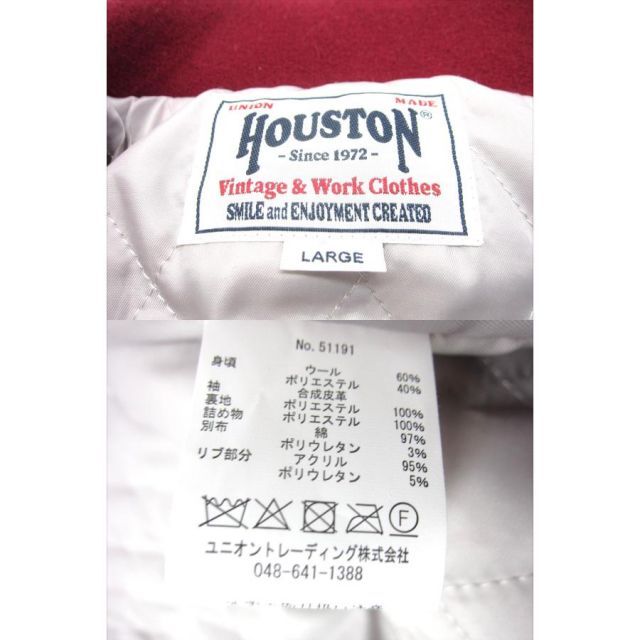 UNION MADE
HOUSTON®
- Since 1972 -
Vintage & Work Clothes
SMILE and ENJOYMENT CREATED
LARGE
No. 51191
身頃 ウール 60%
ポリエステル 40%
袖 合成皮革
裏地 ポリエステル 100%
詰め物 ポリエステル 100%
別布 綿 97%
ポリウレタン 3%
リブ部分 アクリル 95%
ポリエステル 5%
F
ユニオントレーディング株式会社
048-641-1388